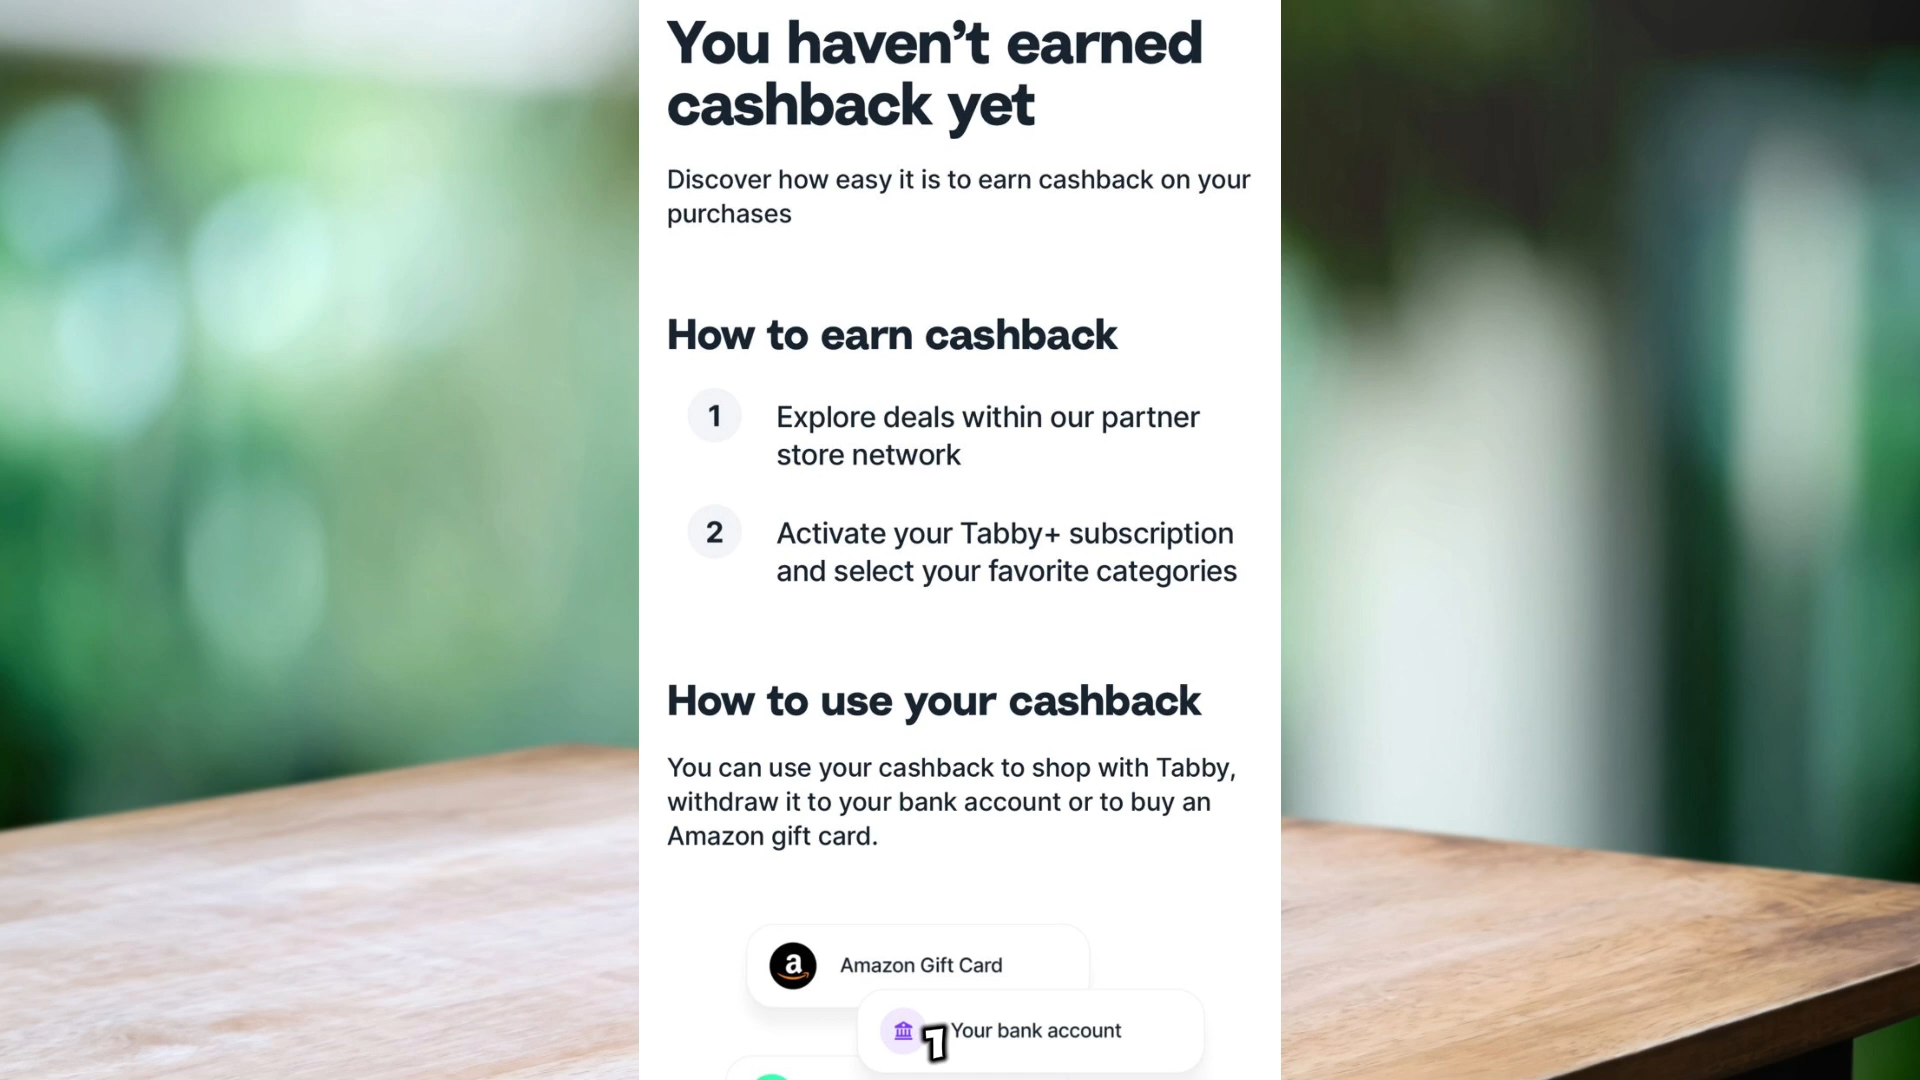 You haven’t earned
cashback yet
Discover how easy it is to earn cashback on your
purchases
How to earn cashback
1
Explore deals within our partner
store network
2
Activate your Tabby+ subscription
and select your favorite categories
How to use your cashback
You can use your cashback to shop with Tabby,
withdraw it to your bank account or to buy an
Amazon gift card.
a
Amazon Gift Card
Your bank account
1